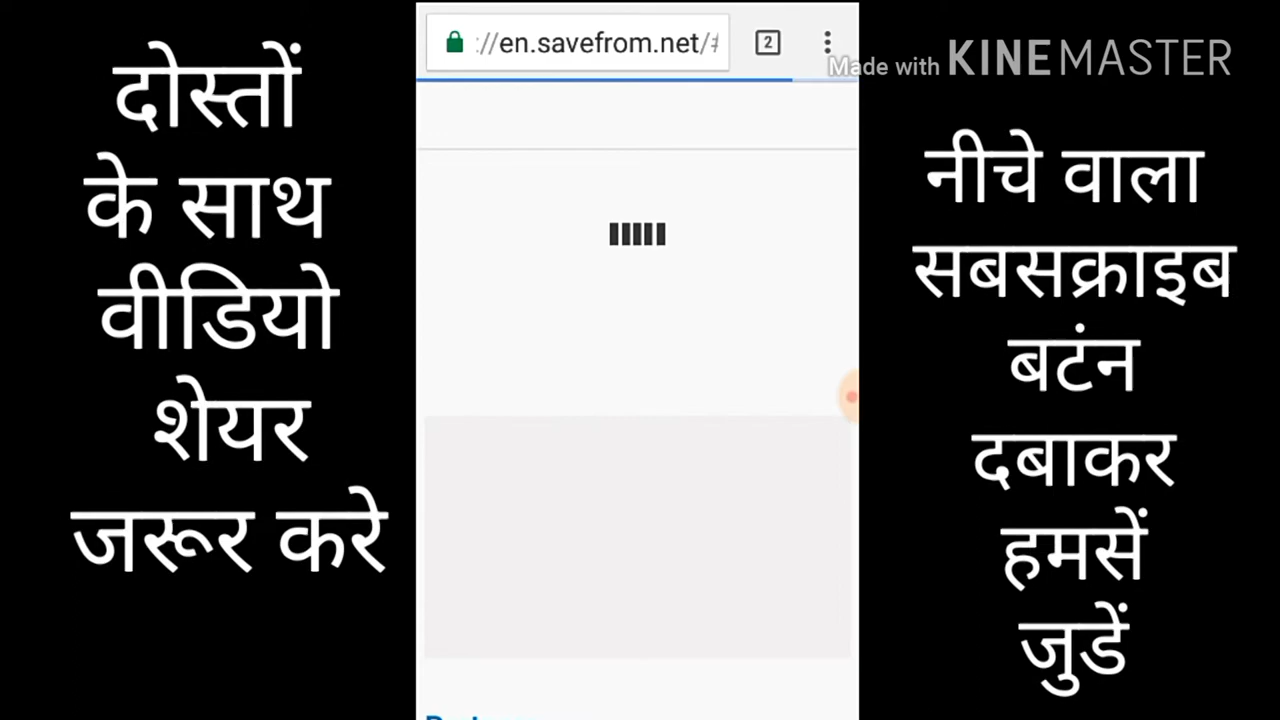 दोस्तों
के साथ
वीडियो
शेयर
जरूर करे
://en.savefrom.net/#
2
Made with KINEMASTER
नीचे वाला
सबसक्राइब
बटंन
दबाकर
हमसें
जुडें